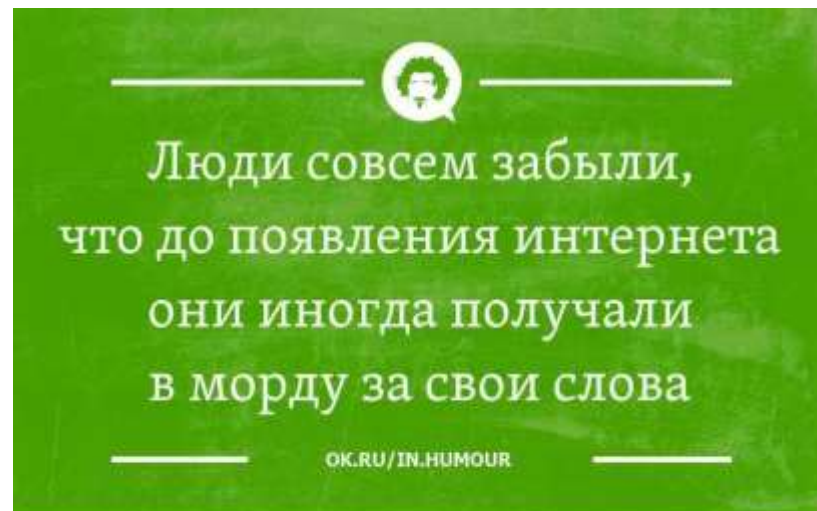 Люди совсем забыли,
что до появления интернета
они иногда получали
в морду за свои слова
OK.RU/IN.HUMOUR